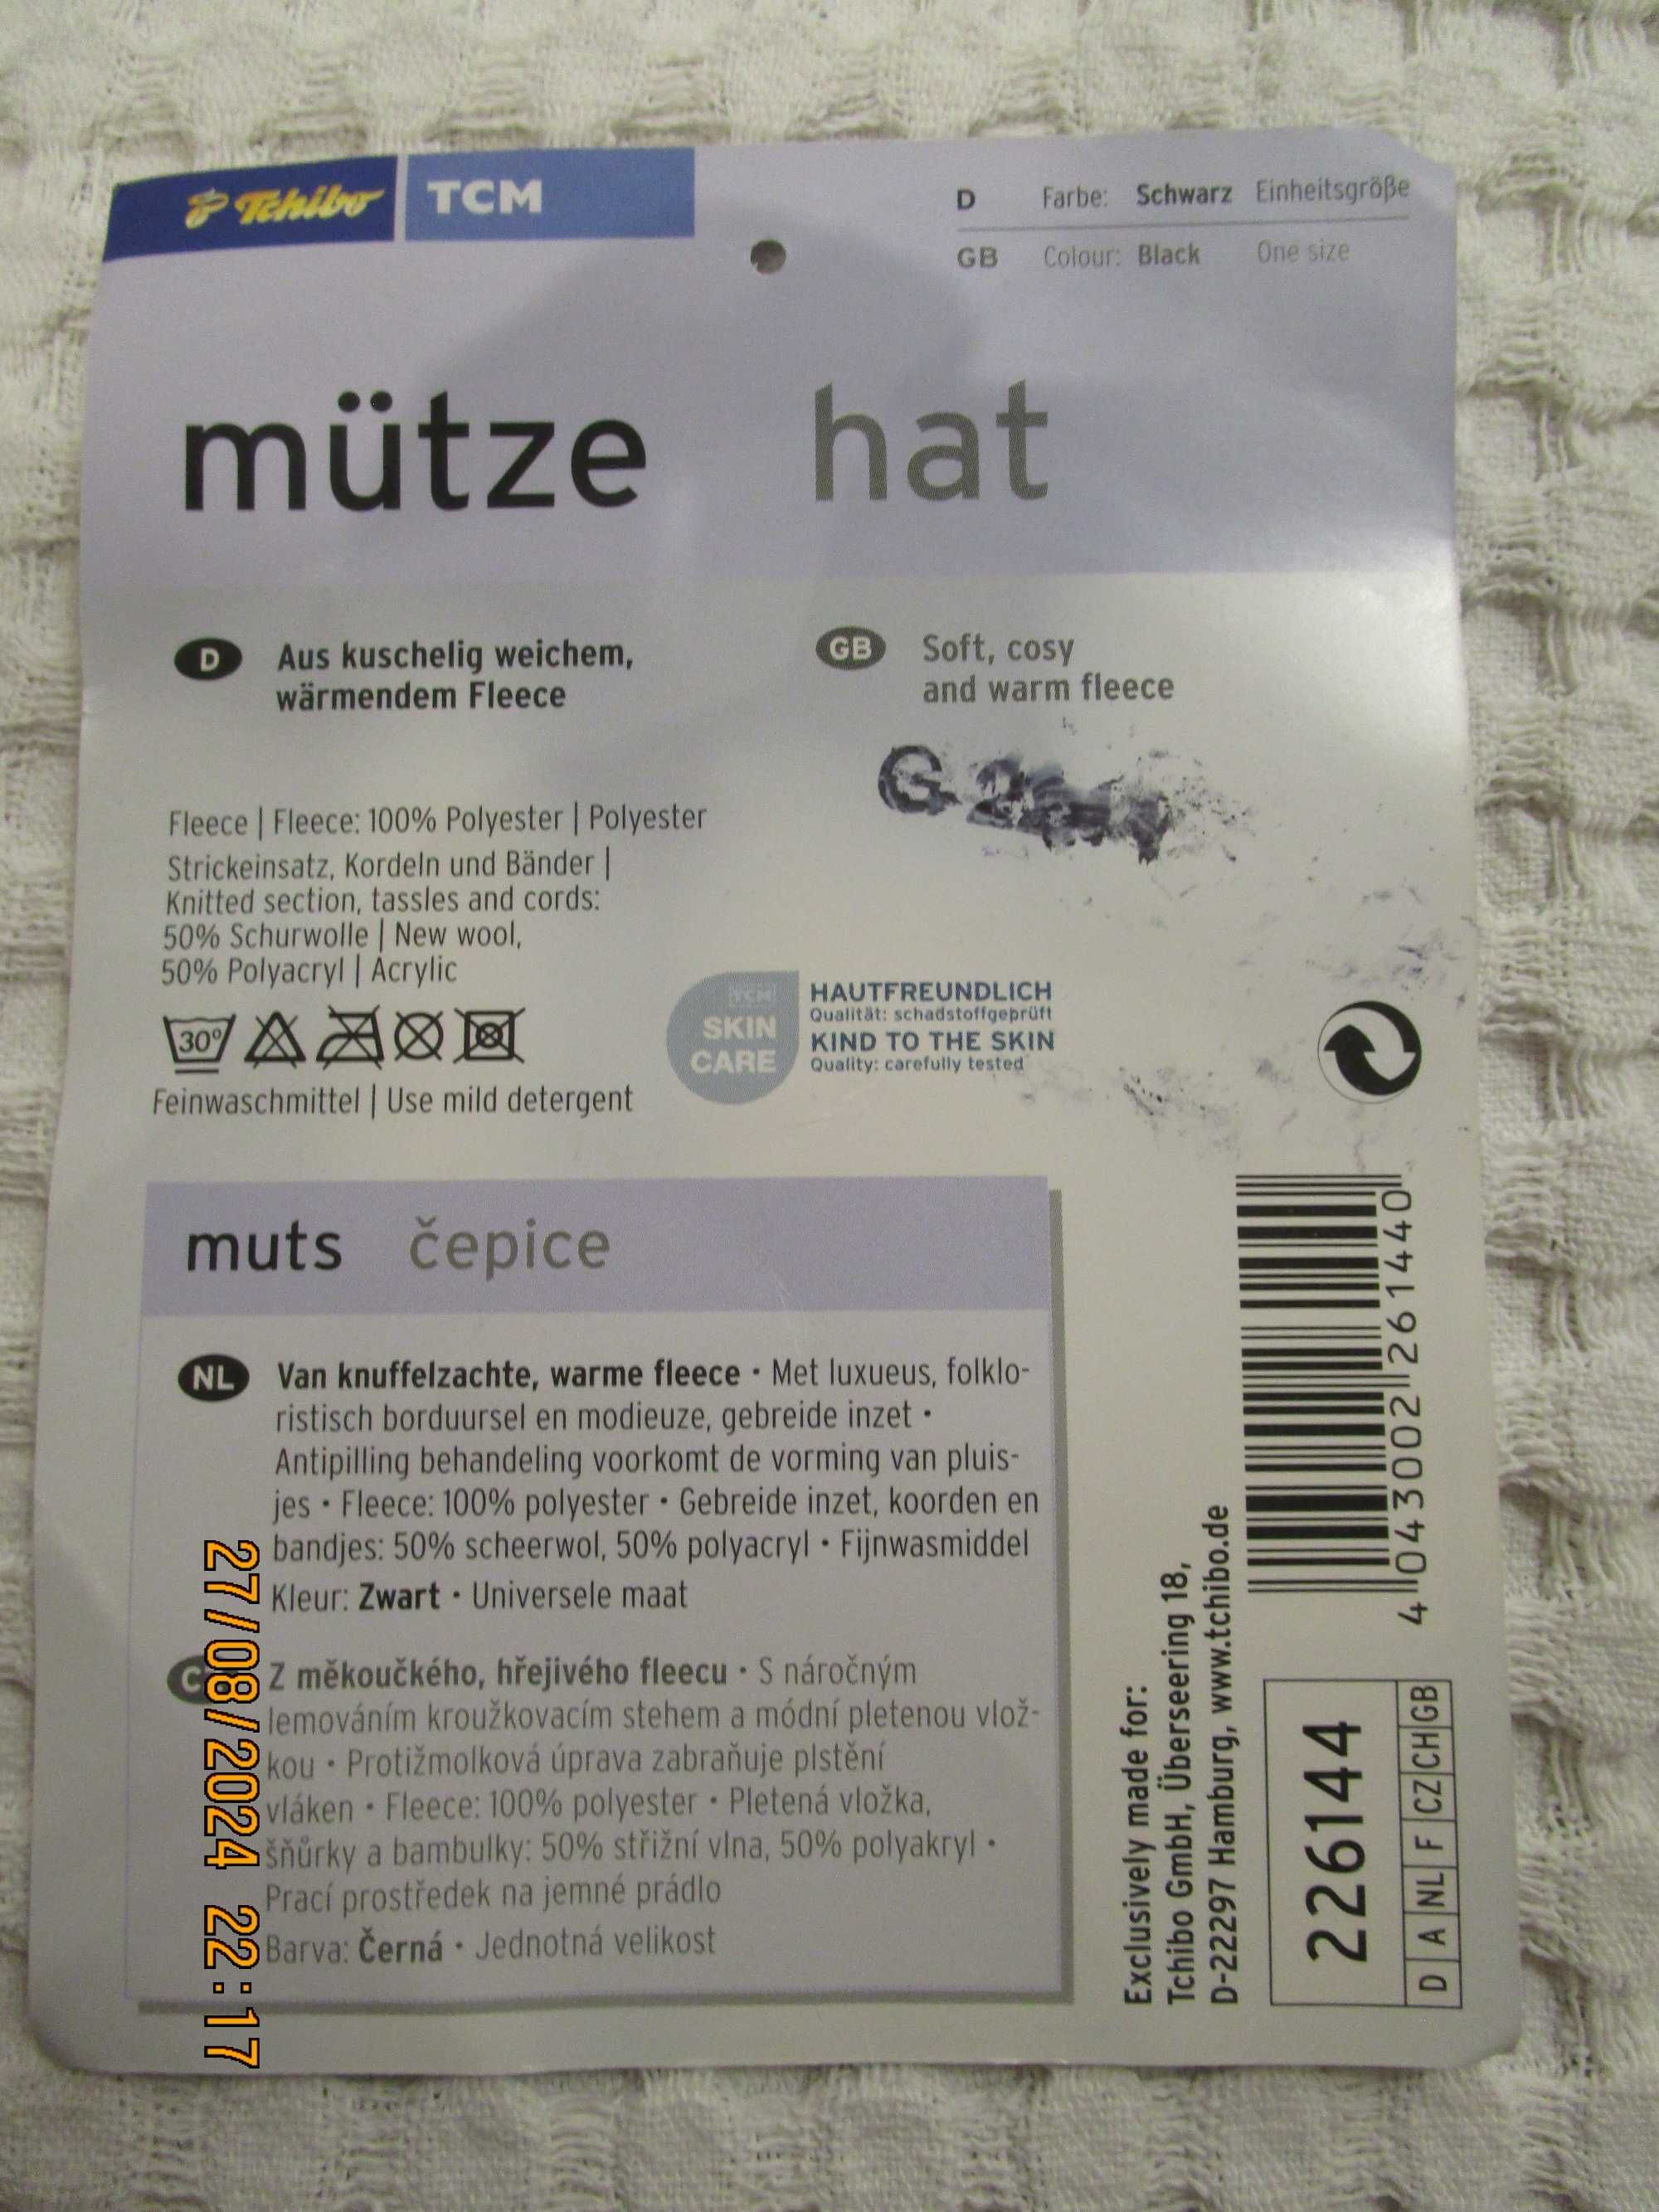 Tchibo TCM
D Farbe: Schwarz Einheitsgröße
GB Colour: Black One size
mütze hat
D Aus kuschelig weichem,
wärmendem Fleece
GB Soft, cosy
and warm fleece
Fleece | Fleece: 100% Polyester | Polyester
Strickeinsatz, Kordeln und Bänder |
Knitted section, tassles and cords:
50% Schurwolle | New wool,
50% Polyacryl | Acrylic
30°
Feinwaschmittel | Use mild detergent
TCM
SKIN
CARE
HAUTFREUNDLICH
Qualität: schadstoffgeprüft
KIND TO THE SKIN
Quality: carefully tested
muts čepice
NL Van knuffelzachte, warme fleece · Met luxueus, folklo-
ristisch borduursel en modieuze, gebreide inzet ·
Antipilling behandeling voorkomt de vorming van pluis-
jes · Fleece: 100% polyester · Gebreide inzet, koorden en
bandjes: 50% scheerwol, 50% polyacryl · Fijnwasmiddel
Kleur: Zwart · Universele maat
Z měkoučkého, hřejivého fleecu · S náročným
lemováním kroužkovacím stehem a módní pletenou vlož-
kou · Protižmolková úprava zabraňuje plstění
vláken · Fleece: 100% polyester · Pletená vložka,
šňůrky a bambulky: 50% střižní vlna, 50% polyakryl ·
Prací prostředek na jemné prádlo
Barva: Černá · Jednotná velikost
Exclusively made for:
Tchibo GmbH, Überseering 18,
D-22297 Hamburg, www.tchibo.de
4 043002 261440
226144
D A NL F CZ CH GB
27/08/2024 22:17